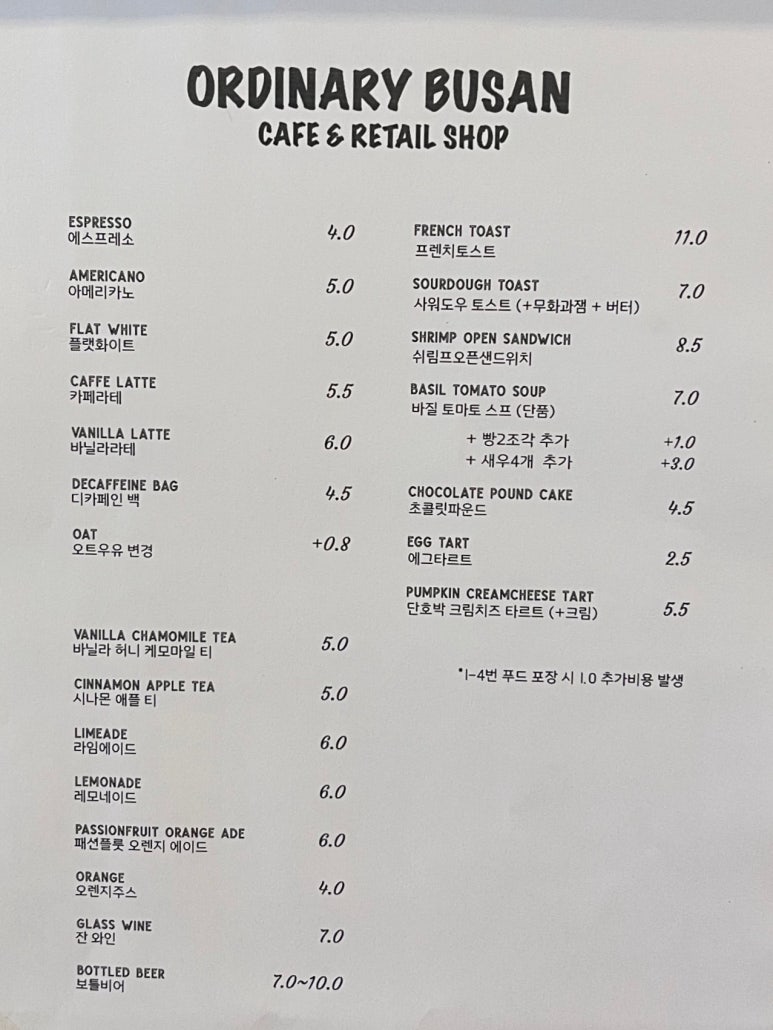 ORDINARY BUSAN
CAFE & RETAIL SHOP
ESPRESSO
에스프레소 4.0
AMERICANO
아메리카노 5.0
FLAT WHITE
플랫화이트 5.0
CAFFE LATTE
카페라테 5.5
VANILLA LATTE
바닐라라테 6.0
DECAFFEINE BAG
디카페인 백 4.5
OAT
오트우유 변경 +0.8
VANILLA CHAMOMILE TEA
바닐라 허니 케모마일 티 5.0
CINNAMON APPLE TEA
시나몬 애플 티 5.0
LIMEADE
라임에이드 6.0
LEMONADE
레모네이드 6.0
PASSIONFRUIT ORANGE ADE
패션플룻 오렌지 에이드 6.0
ORANGE
오렌지주스 4.0
GLASS WINE
잔 와인 7.0
BOTTLED BEER
보틀비어 7.0~10.0
FRENCH TOAST
프렌치토스트 11.0
SOURDOUGH TOAST
사워도우 토스트 (+무화과잼 + 버터) 7.0
SHRIMP OPEN SANDWICH
쉬림프오픈샌드위치 8.5
BASIL TOMATO SOUP
바질 토마토 스프 (단품) 7.0
+ 빵2조각 추가 +1.0
+ 새우4개 추가 +3.0
CHOCOLATE POUND CAKE
초콜릿파운드 4.5
EGG TART
에그타르트 2.5
PUMPKIN CREAMCHEESE TART
단호박 크림치즈 타르트 (+크림) 5.5
*1-4번 푸드 포장 시 1.0 추가비용 발생